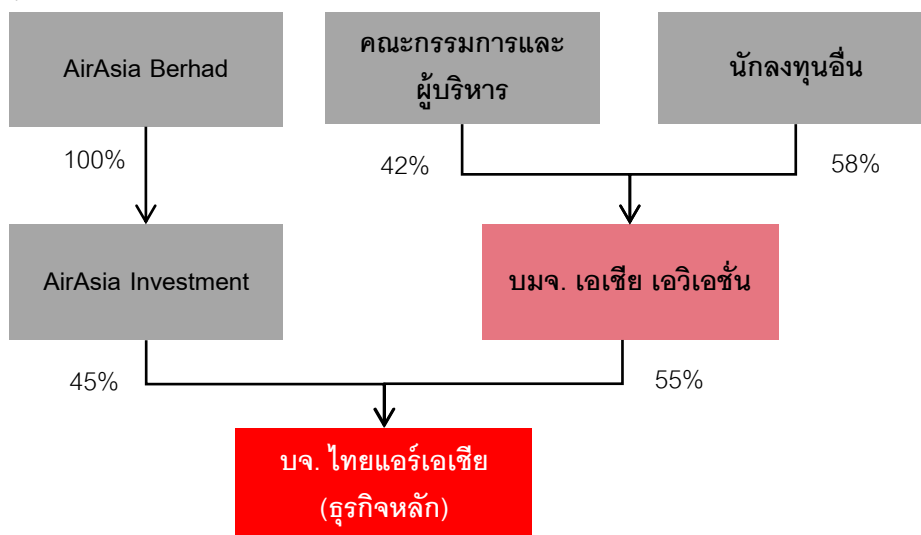 AirAsia Berhad
คณะกรรมการและ
ผู้บริหาร
นักลงทุนอื่น
100%
42%
58%
AirAsia Investment
บมจ. เอเชีย เอวิเอชั่น
45%
55%
บจ. ไทยแอร์เอเชีย
(ธุรกิจหลัก)